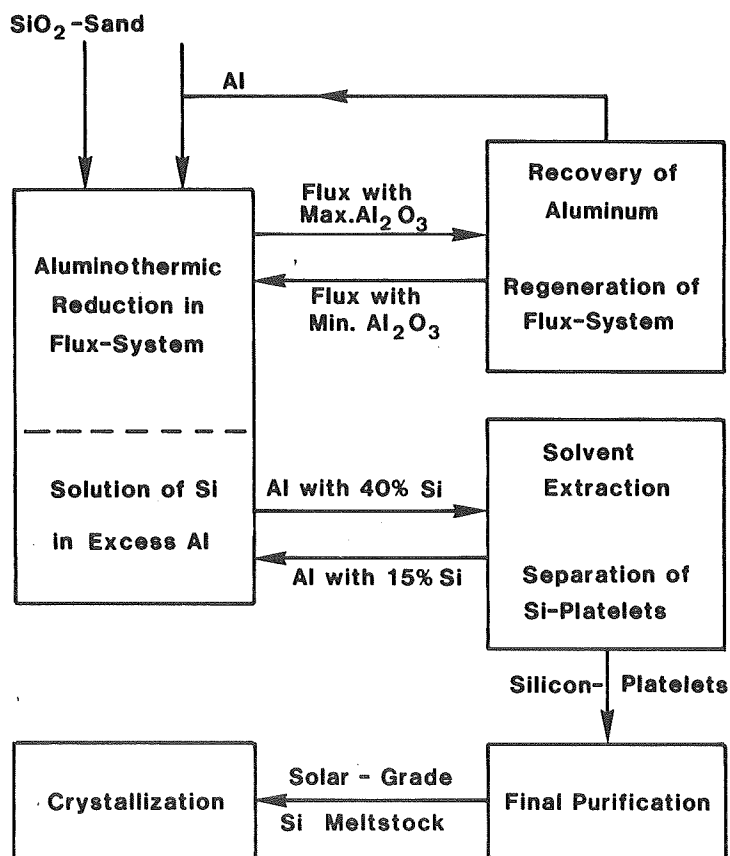 SiO₂-Sand
Al
Recovery of
Aluminum
Regeneration of
Flux-System
Flux with
Max.Al₂O₃
Flux with
Min. Al₂O₃
Aluminothermic
Reduction in
Flux-System
Solution of Si
in Excess Al
Al with 40% Si
Al with 15% Si
Solvent
Extraction
Separation of
Si-Platelets
Silicon- Platelets
Final Purification
Solar - Grade
Si Meltstock
Crystallization